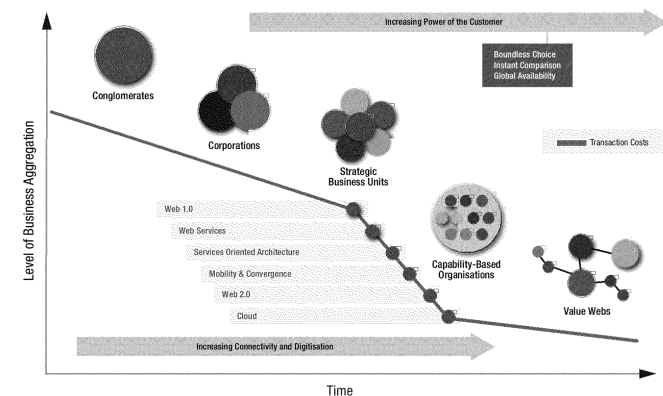 Increasing Power of the Customer
Boundless Choice
Instant Comparison
Global Availability
Conglomerates
Corporations
Strategic
Business Units
Transaction Costs
Level of Business Aggregation
Web 1.0
Web Services
Services Oriented Architecture
Mobility & Convergence
Web 2.0
Cloud
Capability-Based
Organisations
Value Webs
Increasing Connectivity and Digitisation
Time